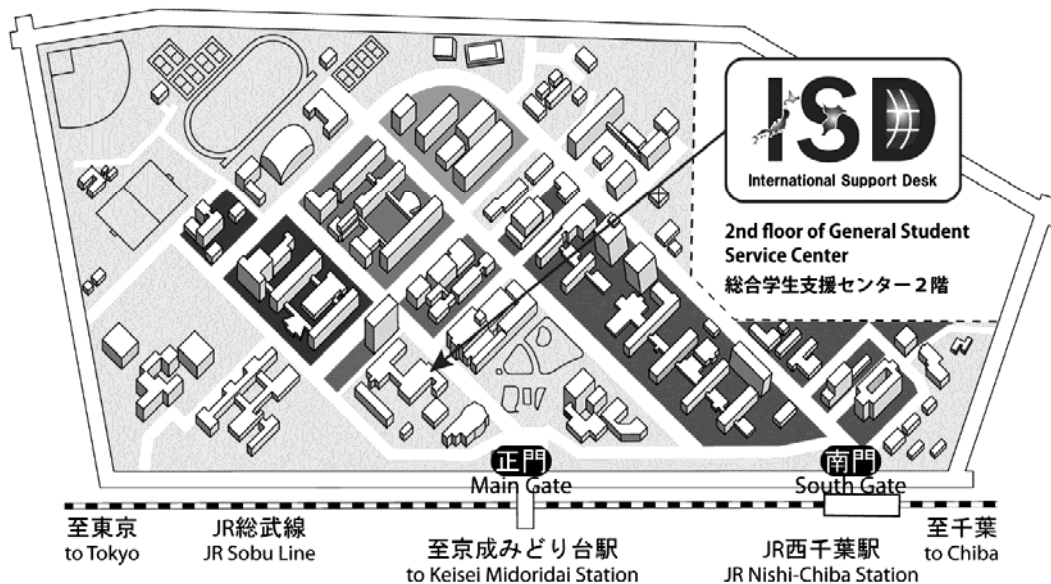 ISD
International Support Desk
2nd floor of General Student
Service Center
総合学生支援センター２階
正門
Main Gate
南門
South Gate
至東京
to Tokyo
JR総武線
JR Sobu Line
至京成みどり台駅
to Keisei Midoridai Station
JR西千葉駅
JR Nishi-Chiba Station
至千葉
to Chiba